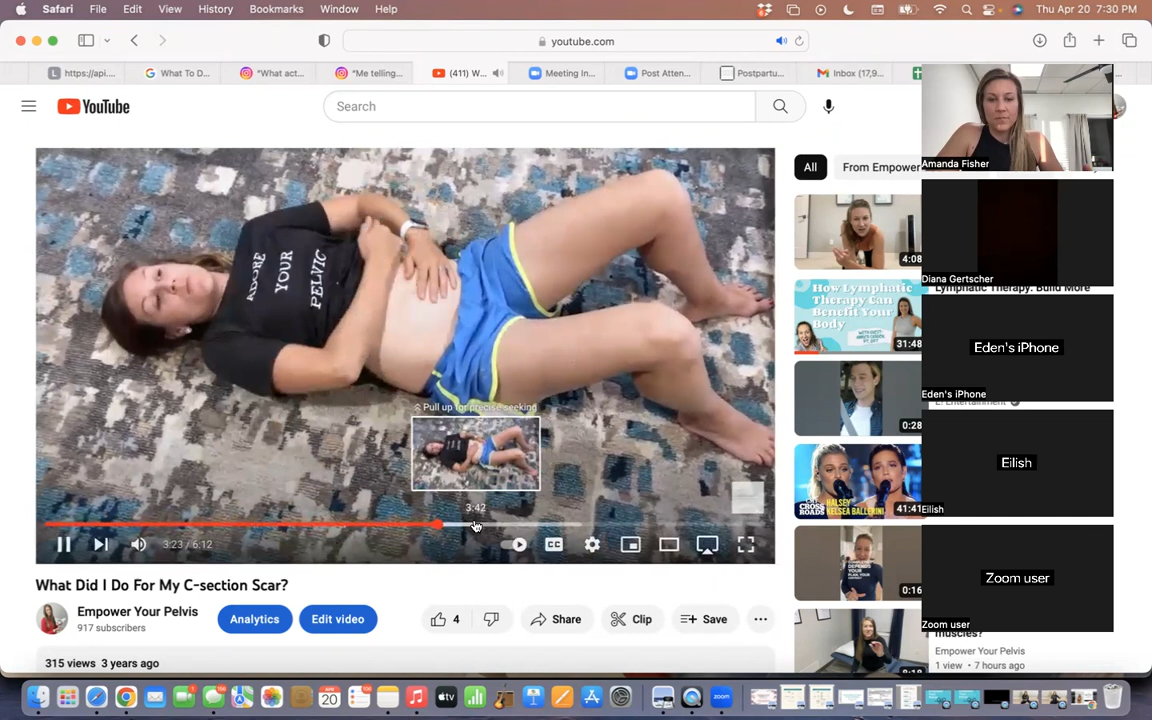 Safari File Edit View History Bookmarks Window Help Thu Apr 20 7:30 PM
youtube.com
https://api.... What To D... "What act... "Me telling... (411) W... Meeting In... Post Atten... Postpartu... Inbox (17,9...
YouTube
Search
Amanda Fisher
All From Empower
ADORE YOUR PELVIC
4:08
Diana Gertscher
Lymphatic Therapy: Build More
How Lymphatic Therapy Can Benefit Your Body
31:48
Eden's iPhone
Eden's iPhone
0:28
Pull up for precise seeking
Eilish
CROSSROADS
HALSEY
KELSEA BALLERINI
41:41
Eilish
3:42
3:23 / 6:12
CC
0:16
Zoom user
Zoom user
What Did I Do For My C-section Scar?
Empower Your Pelvis
917 subscribers
Analytics Edit video 4 Share Clip Save
muscles?
Empower Your Pelvis
1 view • 7 hours ago
315 views 3 years ago